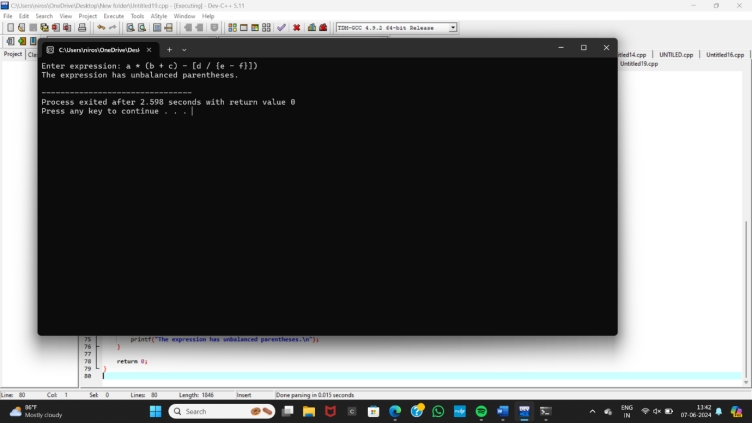 C:\Users\niros\OneDrive\Desktop\New folder\Untitled19.cpp - [Executing] - Dev-C++ 5.11
File Edit Search View Project Execute Tools AStyle Window Help
TDM-GCC 4.9.2 64-bit Release
Project Clas
itled14.cpp UNTILED.cpp Untitled16.cpp
Untitled19.cpp
C:\Users\niros\OneDrive\Desk
Enter expression: a * (b + c) - [d / {e - f}])
The expression has unbalanced parentheses.
--------------------------------
Process exited after 2.598 seconds with return value 0
Press any key to continue . . .
75 printf("The expression has unbalanced parentheses.\n");
76 }
77
78 return 0;
79 }
80
Line: 80 Col: 1 Sel: 0 Lines: 80 Length: 1846 Insert Done parsing in 0.015 seconds
86°F
Mostly cloudy
Search
ENG
IN
13:42
07-06-2024